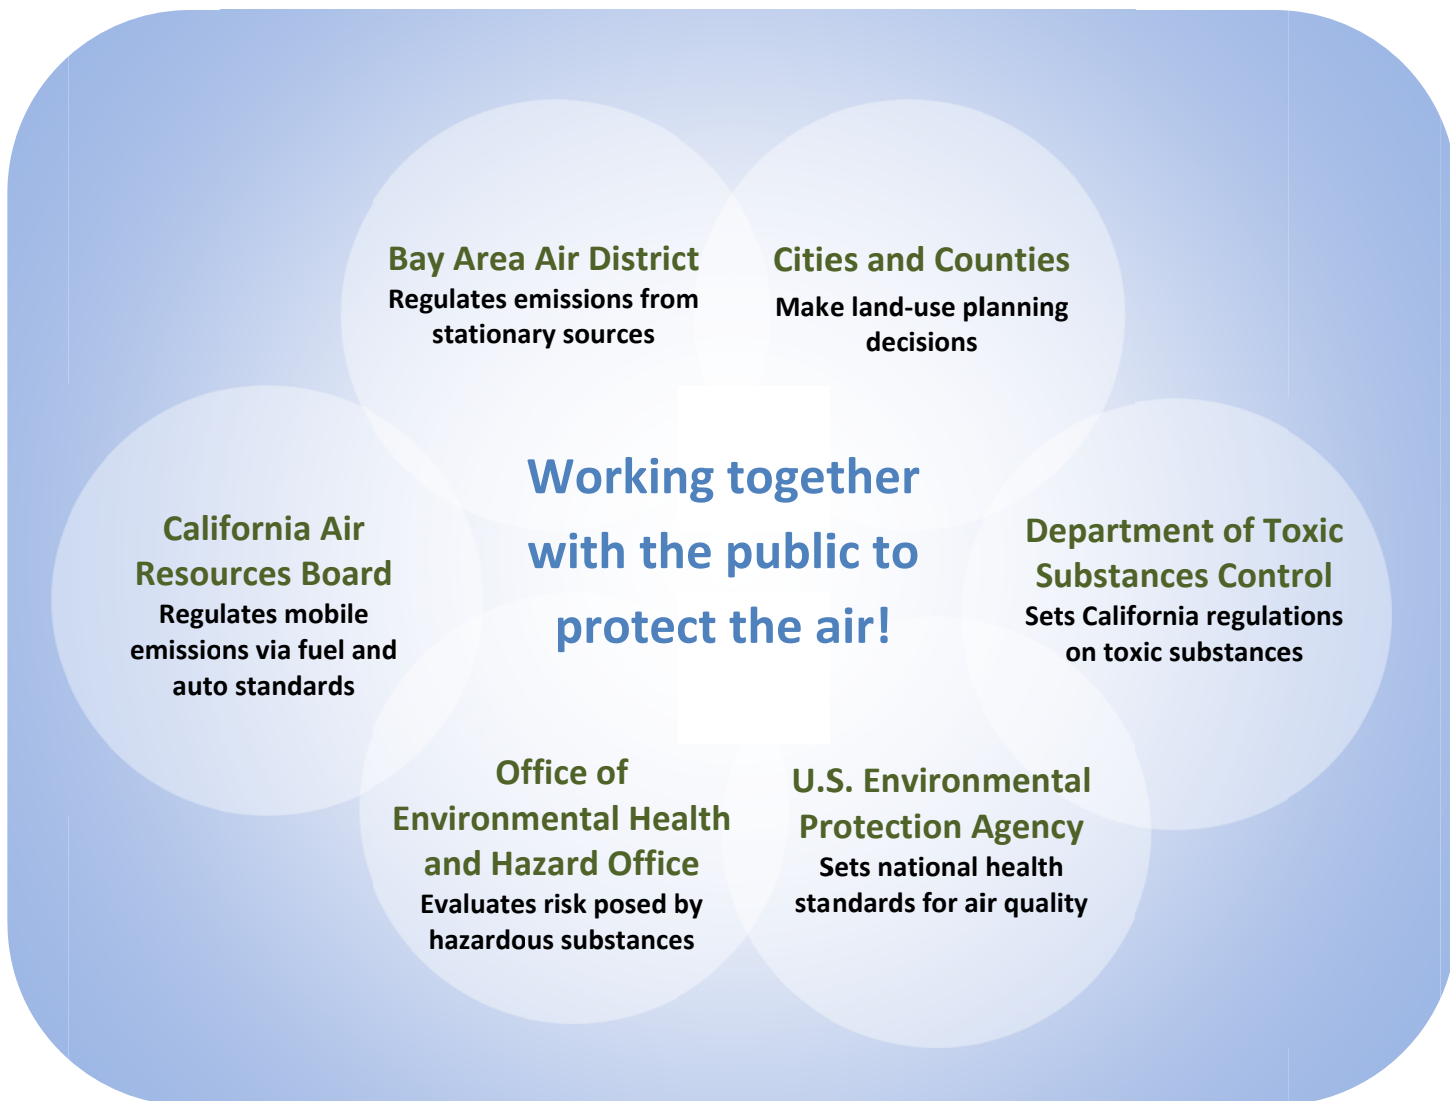 Bay Area Air District
Regulates emissions from
stationary sources
Cities and Counties
Make land-use planning
decisions
California Air
Resources Board
Regulates mobile
emissions via fuel and
auto standards
Working together
with the public to
protect the air!
Department of Toxic
Substances Control
Sets California regulations
on toxic substances
Office of
Environmental Health
and Hazard Office
Evaluates risk posed by
hazardous substances
U.S. Environmental
Protection Agency
Sets national health
standards for air quality